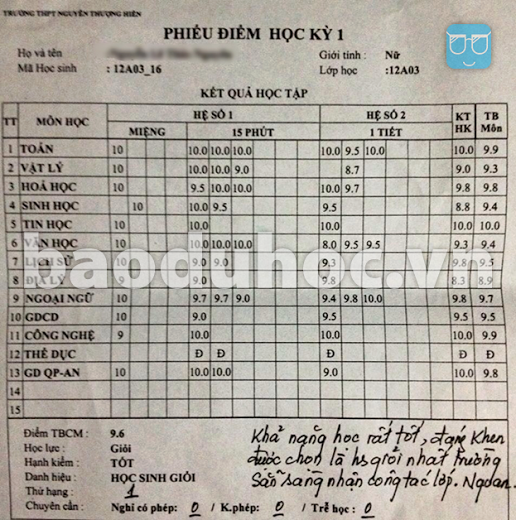 TRƯỜNG THPT NGUYỄN THƯỢNG HIỀN
PHIẾU ĐIỂM HỌC KỲ 1
Họ và tên : Giới tính : Nữ
Mã Học sinh : 12A03_16 Lớp học :12A03
KẾT QUẢ HỌC TẬP
TT MÔN HỌC HỆ SỐ 1 HỆ SỐ 2 KT HK TB Môn
MIỆNG 15 PHÚT 1 TIẾT
1 TOÁN 10 10.0 10.0 10.0 10.0 9.5 10.0 10.0 9.9
2 VẬT LÝ 10 10.0 10.0 9.0 8.7 9.0 9.3
3 HOÁ HỌC 10 9.5 10.0 10.0 10.0 9.7 9.8 9.8
4 SINH HỌC 10 10.0 9.5 9.5 8.8 9.4
5 TIN HỌC 10 10.0 10.0 10.0 10.0
6 VĂN HỌC 10 10.0 10.0 10.0 8.0 9.5 9.5 9.3 9.4
7 LỊCH SỬ 10 9.0 9.0 9.3 9.8 9.5
8 ĐỊA LÝ 9 9.0 9.8 8.3 8.9
9 NGOẠI NGỮ 10 9.7 9.7 9.0 9.4 9.8 10.0 9.8 9.7
10 GDCD 10 9.0 9.5 9.5 9.5
11 CÔNG NGHỆ 9 10.0 10.0 10.0 9.9
12 THỂ DỤC Đ Đ Đ Đ Đ
13 GD QP-AN 10 10.0 10.0 9.0 10.0 9.8
14
15
baoduhoc.vn
Điểm TBCM : 9.6
Học lực : Giỏi
Hạnh kiểm : TỐT
Danh hiệu : HỌC SINH GIỎI
Thứ hạng : 1
Chuyên cần : Nghỉ có phép: 0 / K.phép: 0 / Trễ học : 0
Khả năng học rất tốt, đáng khen
được chọn là hs giỏi nhất trường
Sẵn sàng nhận công tác lớp. Ngoan.